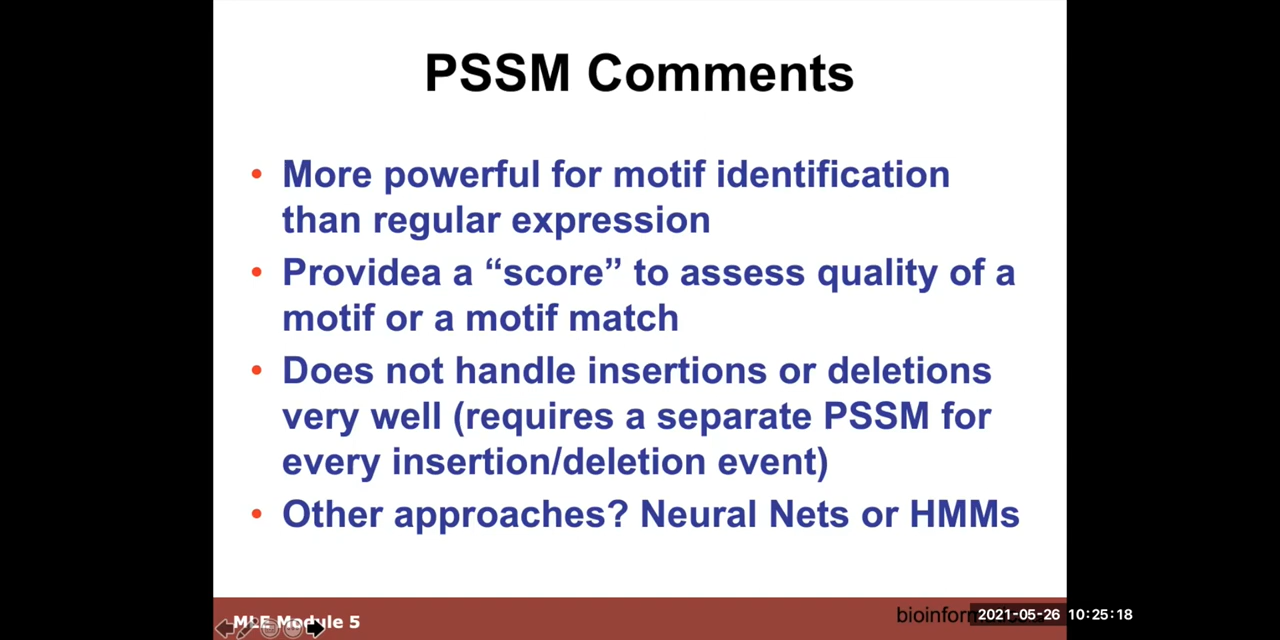 PSSM Comments
• More powerful for motif identification
than regular expression
• Providea a “score” to assess quality of a
motif or a motif match
• Does not handle insertions or deletions
very well (requires a separate PSSM for
every insertion/deletion event)
• Other approaches? Neural Nets or HMMs
MLE Module 5
2021-05-26 10:25:18